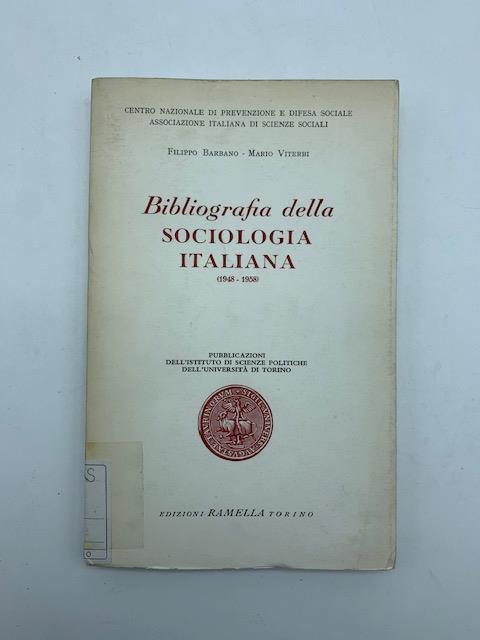 CENTRO NAZIONALE DI PREVENZIONE E DIFESA SOCIALE
ASSOCIAZIONE ITALIANA DI SCIENZE SOCIALI
FILIPPO BARBANO - MARIO VITERBI
Bibliografia della
SOCIOLOGIA
ITALIANA
(1948 - 1958)
PUBBLICAZIONI
DELL'ISTITUTO DI SCIENZE POLITICHE
DELL'UNIVERSITÀ DI TORINO
EDIZIONI RAMELLA TORINO